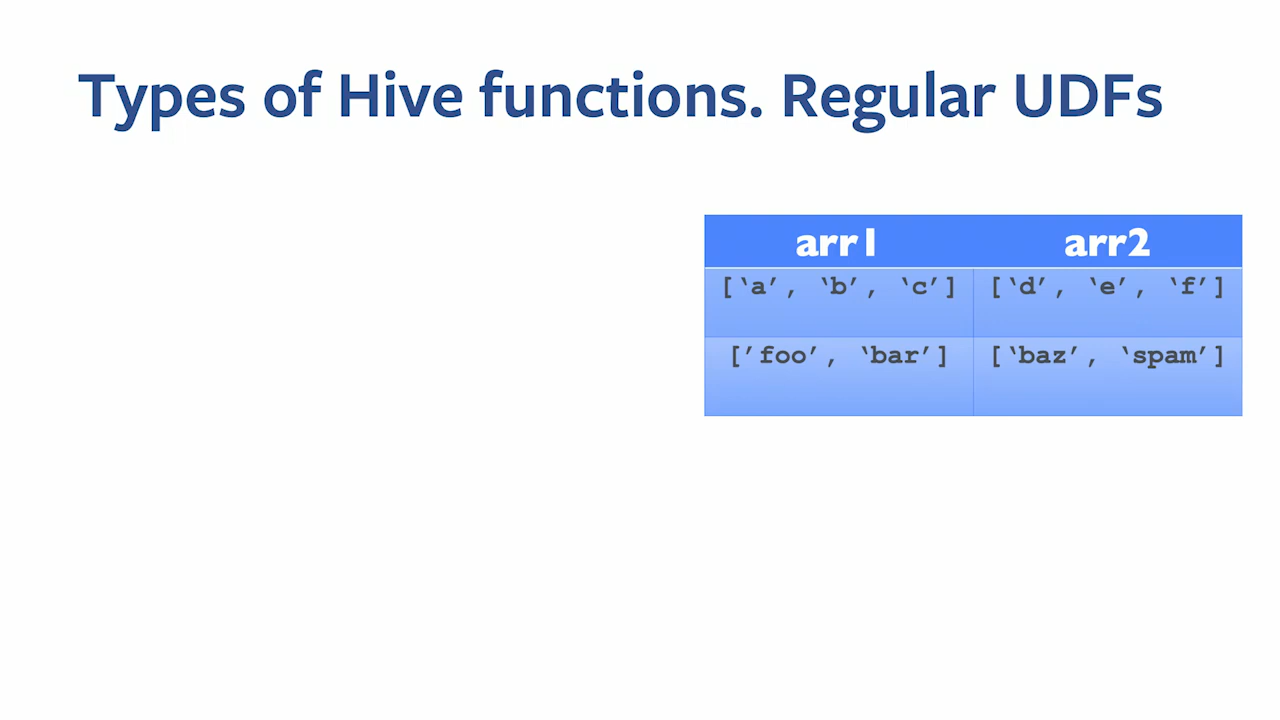 Types of Hive functions. Regular UDFs
arr1 arr2
[‘a’, ‘b’, ‘c’] [‘d’, ‘e’, ‘f’]
[’foo’, ‘bar’] [‘baz’, ‘spam’]